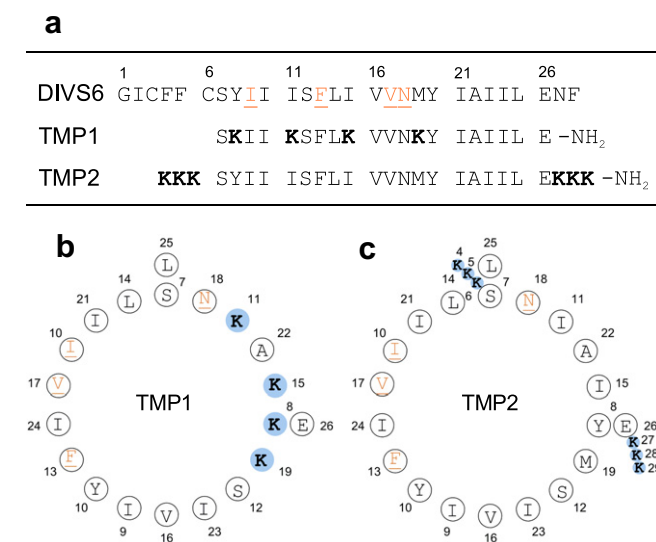 a
1 6 11 16 21 26
DIVS6 GICFF CSYII ISFLI VVNMY IAIIL ENF
TMP1 SKII KSFLK VVNKY IAIIL E –NH2
TMP2 KKK SYII ISFLI VVNMY IAIIL EKKK –NH2
b
25
L
14 7 18
L S N 11
21 I K
10 I A 22
17 V TMP1 K 15
8
24 I K E 26
13 F K 19
10 Y S 12
I V I
9 16 23
c
25
4 K L
5 K
K
14 6 7 18
L S N 11
21 I I
10 I A 22
17 V TMP2 I 15
8
24 I Y E 26
K 27
K 28
K 29
13 F M 19
10 Y S 12
I V I
9 16 23